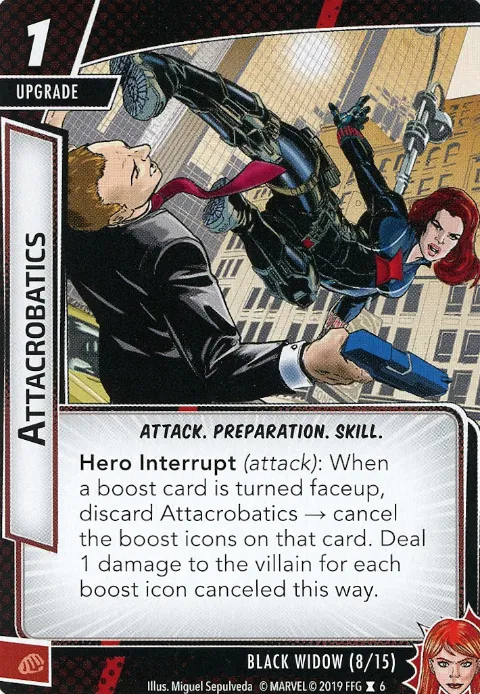 1
UPGRADE
ATTACROBATICS
ATTACK. PREPARATION. SKILL.
Hero Interrupt (attack): When
a boost card is turned faceup,
discard Attacrobatics → cancel
the boost icons on that card. Deal
1 damage to the villain for each
boost icon canceled this way.
BLACK WIDOW (8/15)
Illus. Miguel Sepulveda © MARVEL © 2019 FFG 6